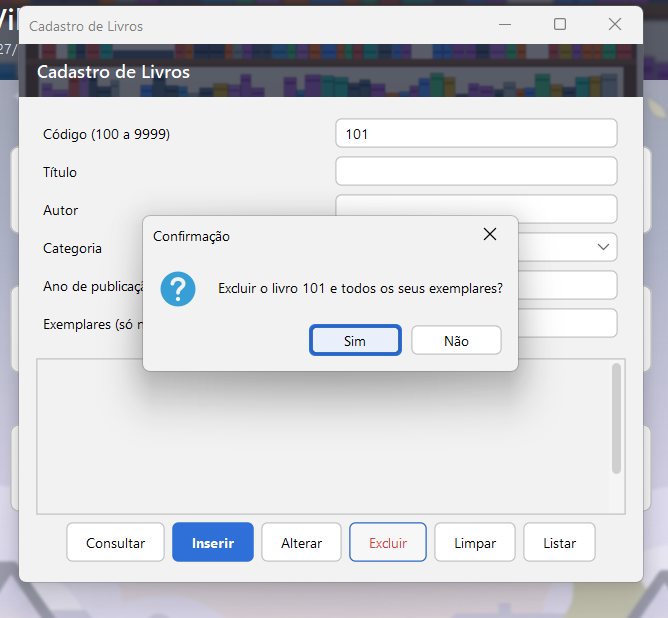 27/
Cadastro de Livros
Cadastro de Livros
Código (100 a 9999)
101
Título
Autor
Categoria
Ano de
Exemplares (só
Confirmação
Excluir o livro 101 e todos os seus exemplares?
Sim
Não
Consultar
Inserir
Alterar
Excluir
Limpar
Listar